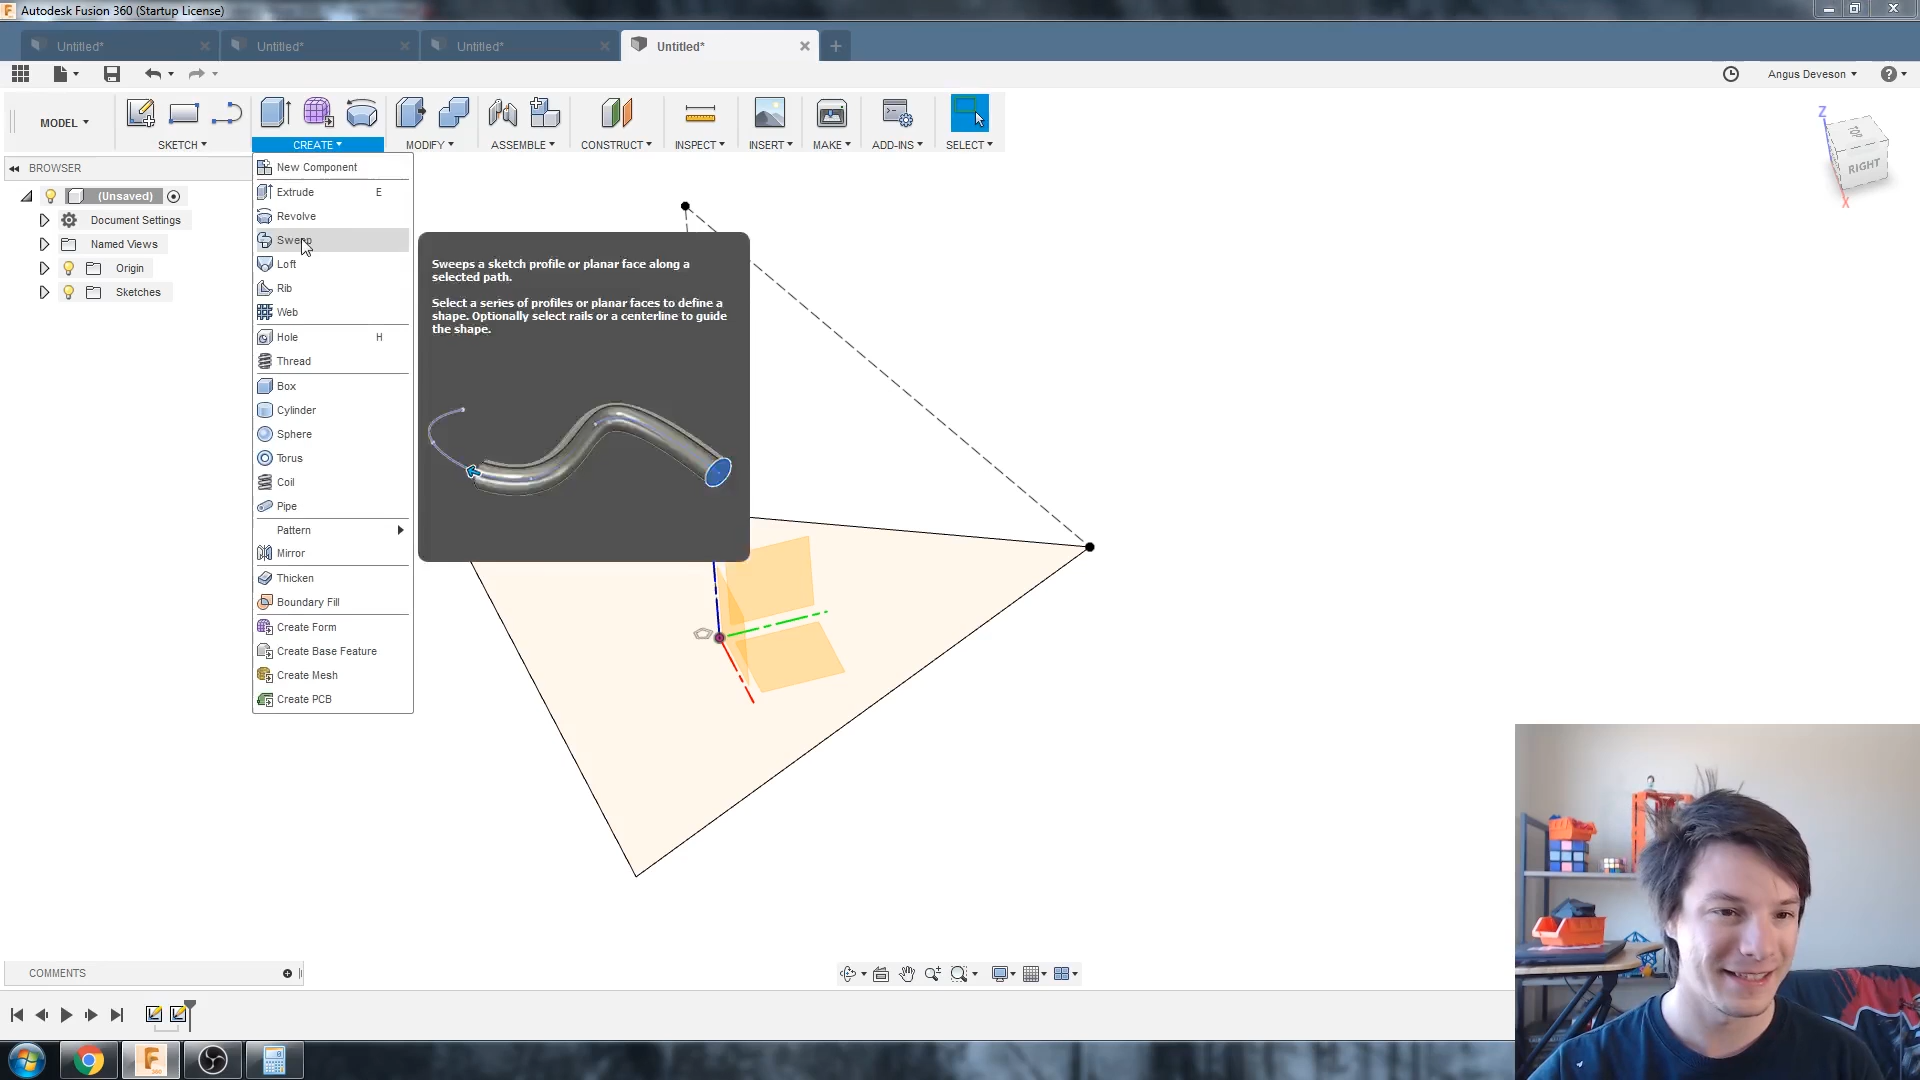 Autodesk Fusion 360 (Startup License)
Untitled*
Untitled*
Untitled*
Untitled*
Angus Deveson
MODEL
SKETCH
CREATE
MODIFY
ASSEMBLE
CONSTRUCT
INSPECT
INSERT
MAKE
ADD-INS
SELECT
BROWSER
(Unsaved)
Document Settings
Named Views
Origin
Sketches
New Component
Extrude E
Revolve
Sweep
Loft
Rib
Web
Hole H
Thread
Box
Cylinder
Sphere
Torus
Coil
Pipe
Pattern
Mirror
Thicken
Boundary Fill
Create Form
Create Base Feature
Create Mesh
Create PCB
Sweeps a sketch profile or planar face along a
selected path.
Select a series of profiles or planar faces to define a
shape. Optionally select rails or a centerline to guide
the shape.
Z
TOP
RIGHT
X
COMMENTS